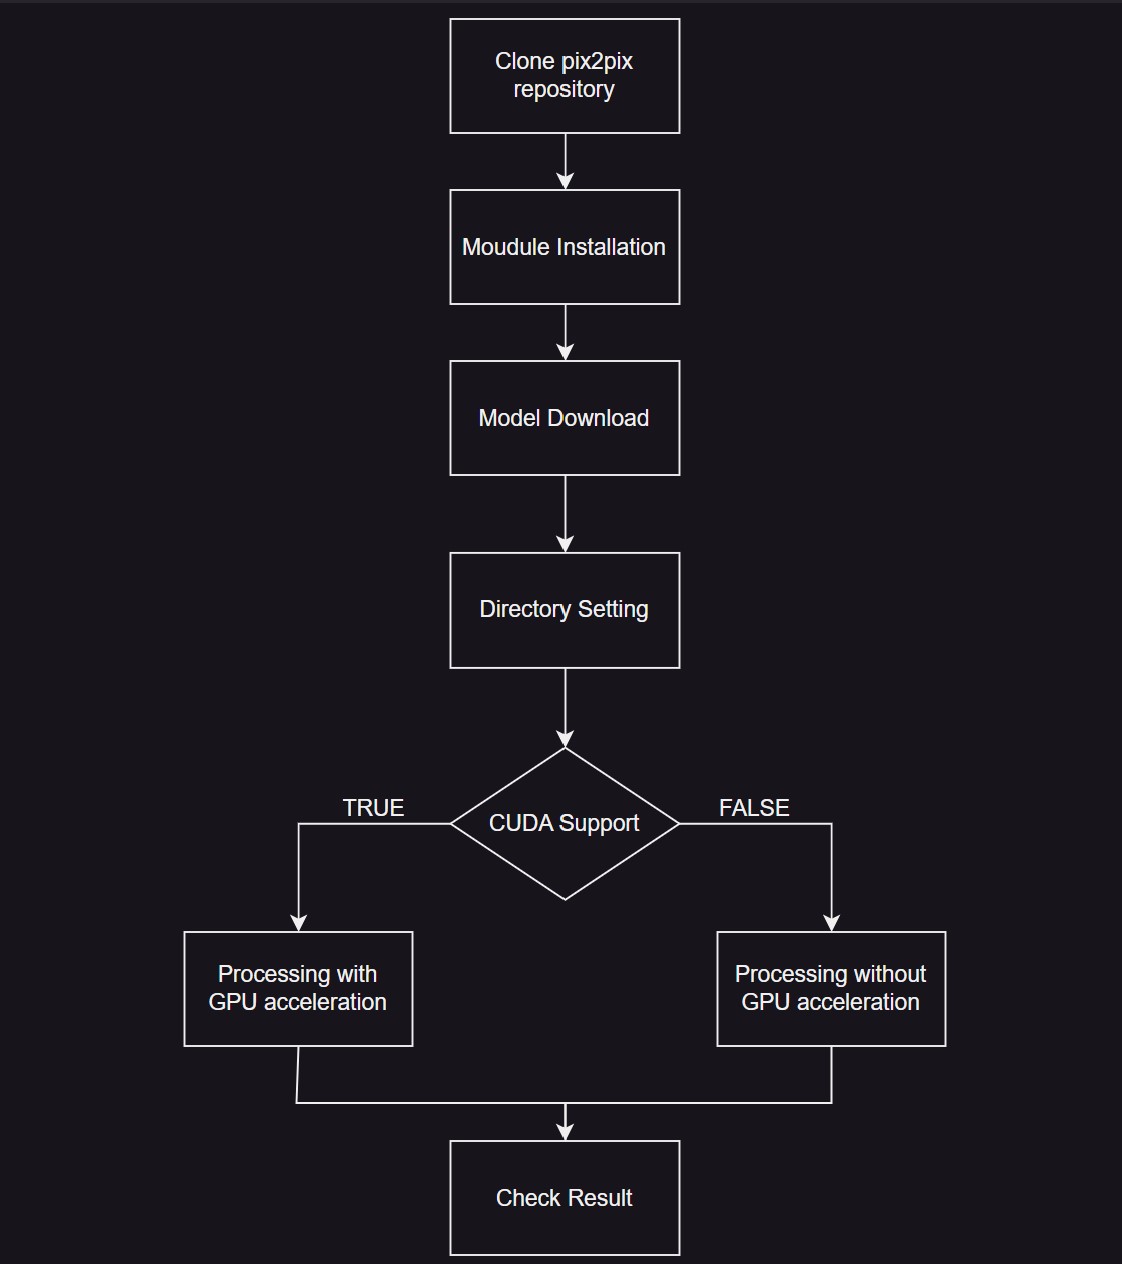 Clone pix2pix
repository
Moudule Installation
Model Download
Directory Setting
CUDA Support
TRUE
FALSE
Processing with
GPU acceleration
Processing without
GPU acceleration
Check Result